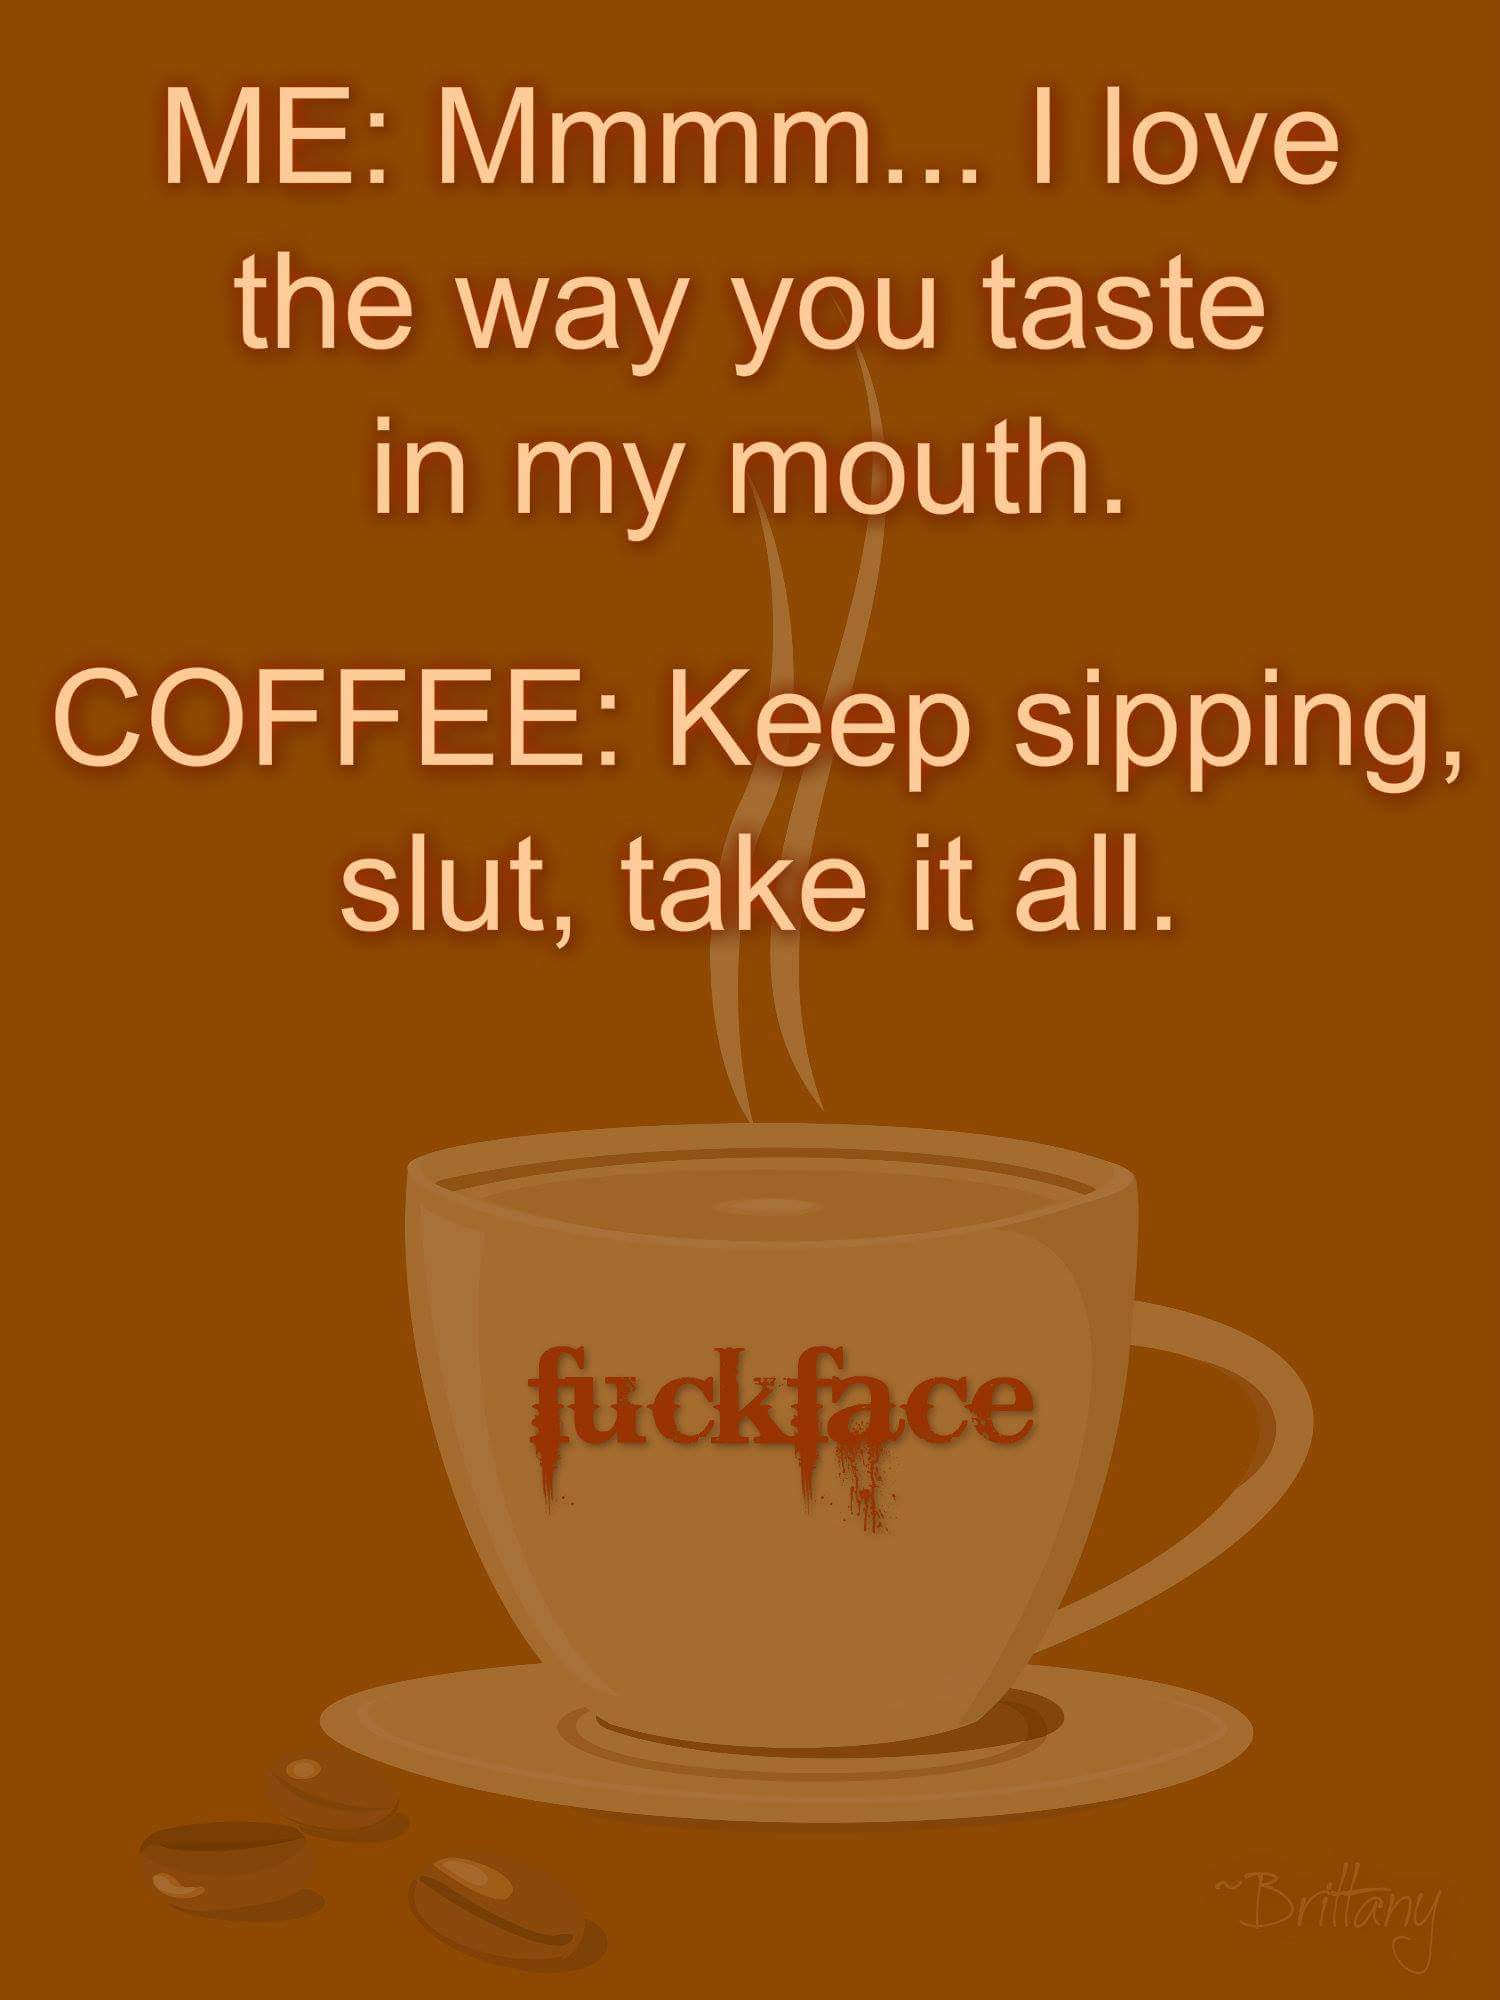 ME: Mmmm... I love
the way you taste
in my mouth.
COFFEE: Keep sipping,
slut, take it all.
fuckface
~Brittany